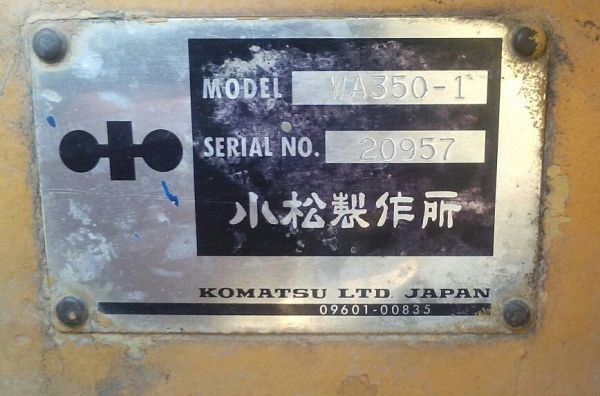 MODEL WA350-1
SERIAL NO. 20957
小松製作所
KOMATSU LTD JAPAN
09601-00835